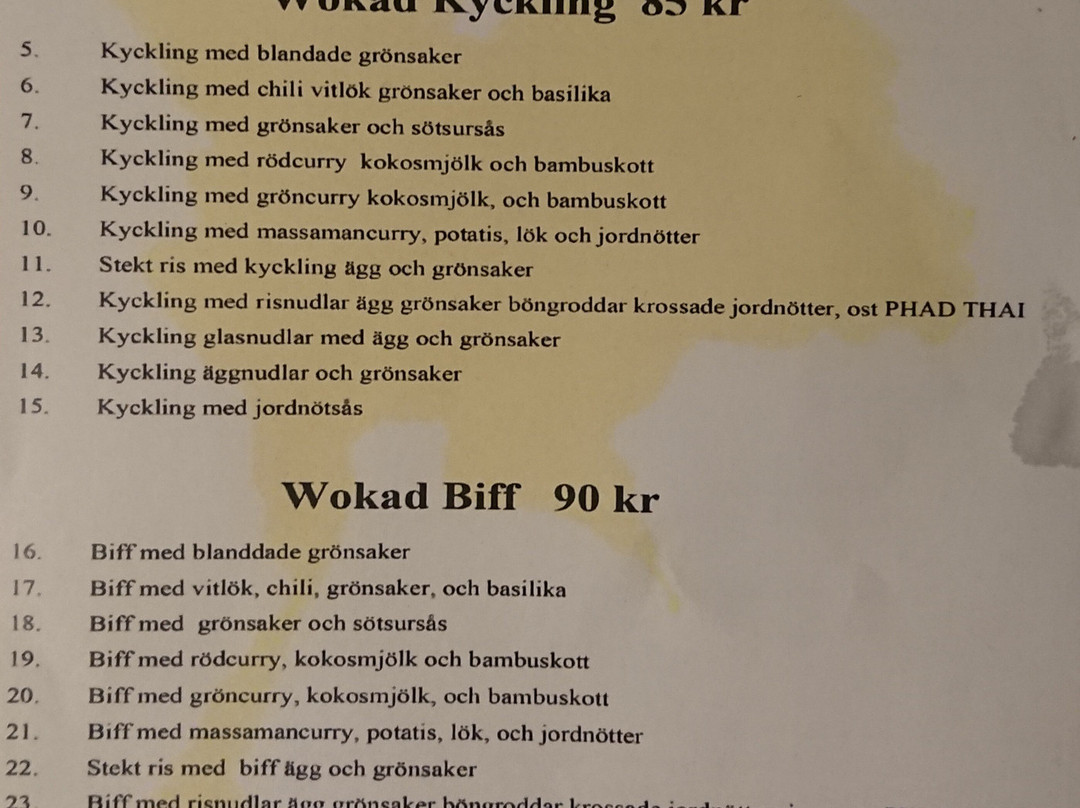 Wokad Kyckling 85 kr
5. Kyckling med blandade grönsaker
6. Kyckling med chili vitlök grönsaker och basilika
7. Kyckling med grönsaker och sötsursås
8. Kyckling med rödcurry kokosmjölk och bambuskott
9. Kyckling med gröncurry kokosmjölk, och bambuskott
10. Kyckling med massamancurry, potatis, lök och jordnötter
11. Stekt ris med kyckling ägg och grönsaker
12. Kyckling med risnudlar ägg grönsaker böngroddar krossade jordnötter, ost PHAD THAI
13. Kyckling glasnudlar med ägg och grönsaker
14. Kyckling äggnudlar och grönsaker
15. Kyckling med jordnötsås
Wokad Biff 90 kr
16. Biff med blanddade grönsaker
17. Biff med vitlök, chili, grönsaker, och basilika
18. Biff med grönsaker och sötsursås
19. Biff med rödcurry, kokosmjölk och bambuskott
20. Biff med gröncurry, kokosmjölk, och bambuskott
21. Biff med massamancurry, potatis, lök, och jordnötter
22. Stekt ris med biff ägg och grönsaker
23. Biff med risnudlar ägg grönsaker böngroddar krossade